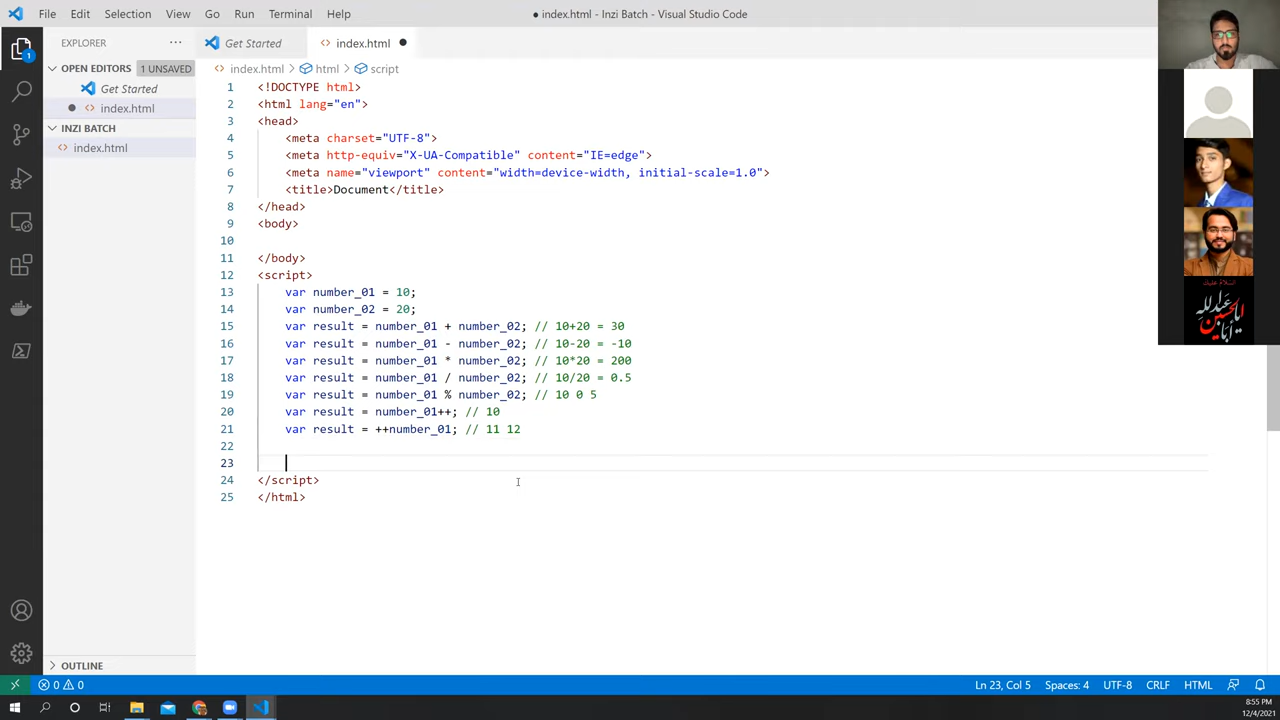 File Edit Selection View Go Run Terminal Help
● index.html - Inzi Batch - Visual Studio Code
EXPLORER
OPEN EDITORS 1 UNSAVED
Get Started
index.html
INZI BATCH
index.html
OUTLINE
Get Started
index.html
index.html > html > script
1 <!DOCTYPE html>
2 <html lang="en">
3 <head>
4 <meta charset="UTF-8">
5 <meta http-equiv="X-UA-Compatible" content="IE=edge">
6 <meta name="viewport" content="width=device-width, initial-scale=1.0">
7 <title>Document</title>
8 </head>
9 <body>
10
11 </body>
12 <script>
13 var number_01 = 10;
14 var number_02 = 20;
15 var result = number_01 + number_02; // 10+20 = 30
16 var result = number_01 - number_02; // 10-20 = -10
17 var result = number_01 * number_02; // 10*20 = 200
18 var result = number_01 / number_02; // 10/20 = 0.5
19 var result = number_01 % number_02; // 10 0 5
20 var result = number_01++; // 10
21 var result = ++number_01; // 11 12
22
23
24 </script>
25 </html>
1
0 0
Ln 23, Col 5 Spaces: 4 UTF-8 CRLF HTML
8:55 PM
12/4/2021